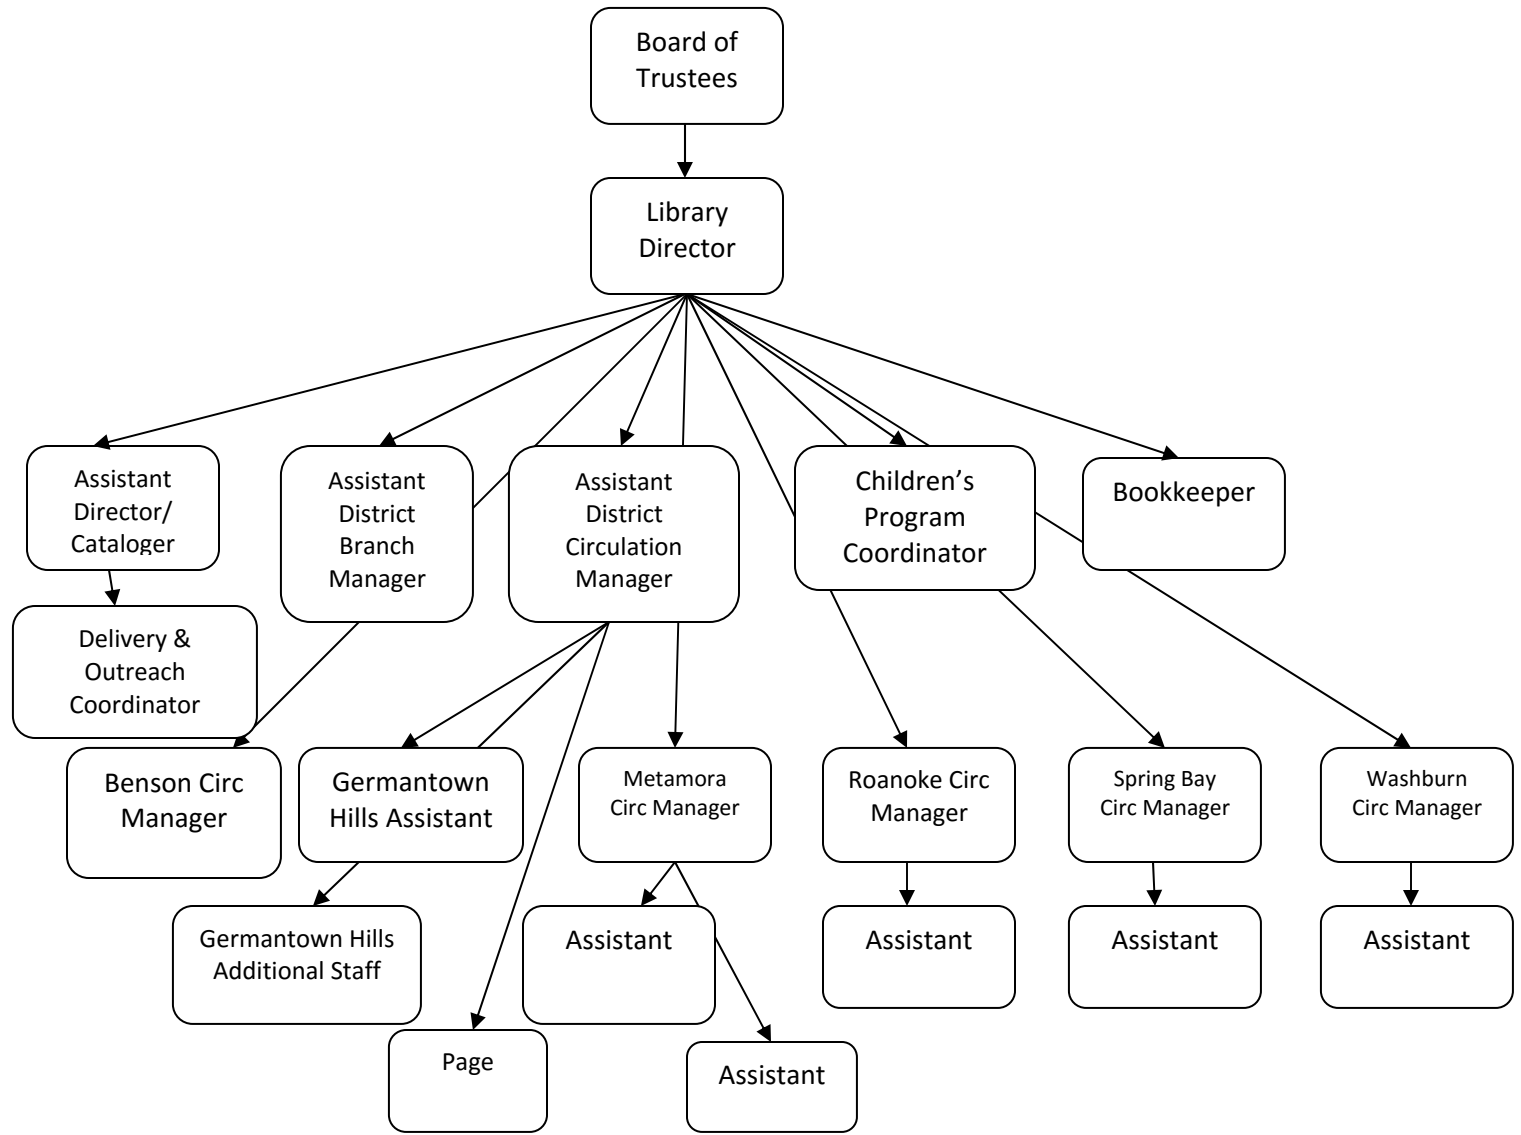 Board of
Trustees
Library
Director
Assistant
Director/
Cataloger
Assistant
District
Branch
Manager
Assistant
District
Circulation
Manager
Children’s
Program
Coordinator
Bookkeeper
Delivery &
Outreach
Coordinator
Benson Circ
Manager
Germantown
Hills Assistant
Metamora
Circ Manager
Roanoke Circ
Manager
Spring Bay
Circ Manager
Washburn
Circ Manager
Germantown Hills
Additional Staff
Assistant
Assistant
Assistant
Assistant
Page
Assistant